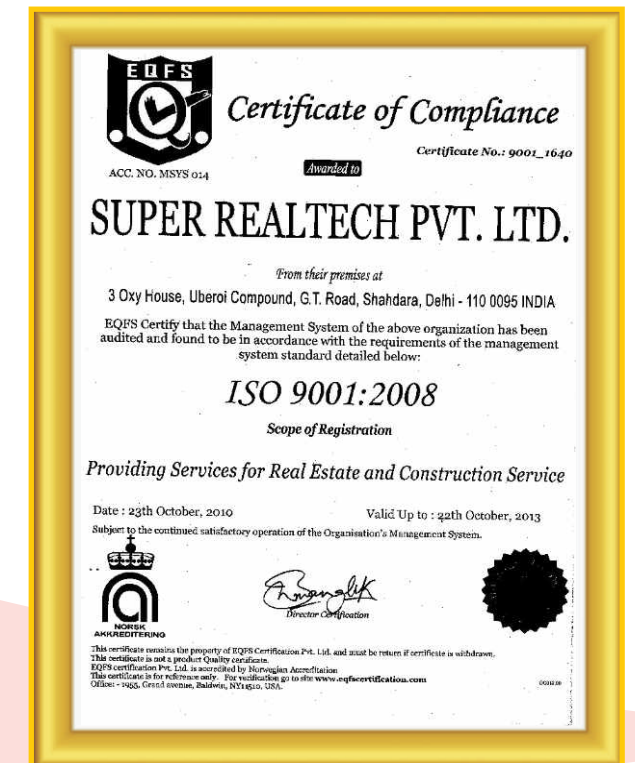 EQFS
Certificate of Compliance
Certificate No.: 9001_1640
ACC. NO. MSYS 014
Awarded to
SUPER REALTECH PVT. LTD.
From their premises at
3 Oxy House, Uberoi Compound, G.T. Road, Shahdara, Delhi - 110 0095 INDIA
EQFS Certify that the Management System of the above organization has been
audited and found to be in accordance with the requirements of the management
system standard detailed below:
ISO 9001:2008
Scope of Registration
Providing Services for Real Estate and Construction Service
Date : 23th October, 2010
Valid Up to : 22th October, 2013
Subject to the continued satisfactory operation of the Organisation's Management System.
Director Certification
NORSK
AKKREDITERING
This certificate remains the property of EQFS Certification Pvt. Ltd. and must be return if certificate is withdrawn.
This certificate is not a product Quality certificate.
EQFS certification Pvt. Ltd. is accredited by Norwegian Accreditation
This certificate is for reference only. For verification go to site www.eqfscertification.com
Office: - 1955, Grand avenue, Baldwin, NY11510, USA.